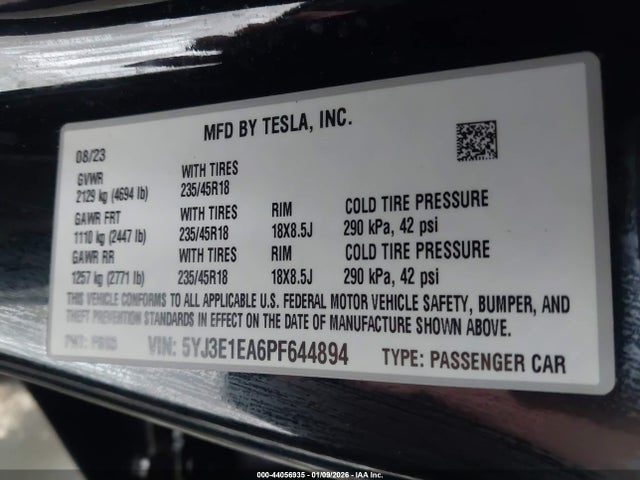 MFD BY TESLA, INC.
08/23
GVWR WITH TIRES
2129 kg (4694 lb) 235/45R18
GAWR FRT WITH TIRES RIM COLD TIRE PRESSURE
1110 kg (2447 lb) 235/45R18 18X8.5J 290 kPa, 42 psi
GAWR RR WITH TIRES RIM COLD TIRE PRESSURE
1257 kg (2771 lb) 235/45R18 18X8.5J 290 kPa, 42 psi
THIS VEHICLE CONFORMS TO ALL APPLICABLE U.S. FEDERAL MOTOR VEHICLE SAFETY, BUMPER, AND
THEFT PREVENTION STANDARDS IN EFFECT ON THE DATE OF MANUFACTURE SHOWN ABOVE.
VIN: 5YJ3E1EA6PF644894 TYPE: PASSENGER CAR
000-44056935 - 01/09/2026 - IAA Inc.